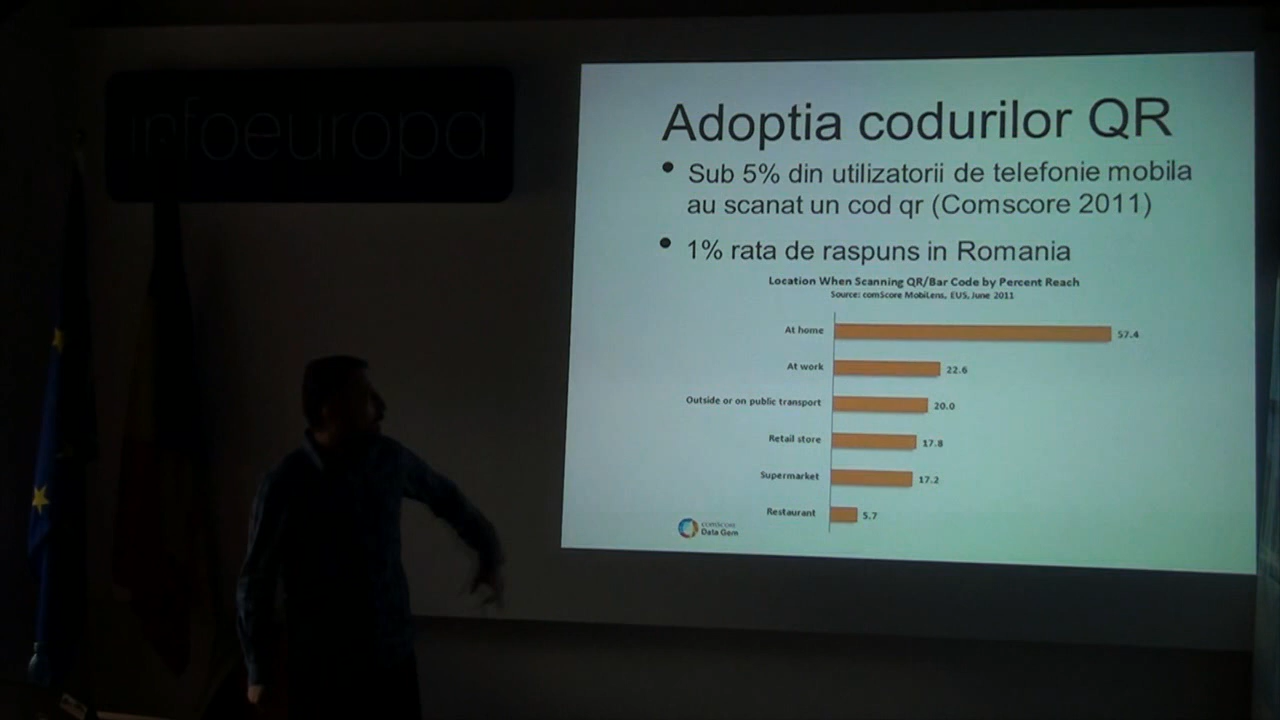 infoeuropa
Adoptia codurilor QR
• Sub 5% din utilizatorii de telefonie mobila
au scanat un cod qr (Comscore 2011)
• 1% rata de raspuns in Romania
Location When Scanning QR/Bar Code by Percent Reach
Source: comScore MobiLens, EU5, June 2011
At home 57.4
At work 22.6
Outside or on public transport 20.0
Retail store 17.8
Supermarket 17.2
Restaurant 5.7
comscore
Data Gem